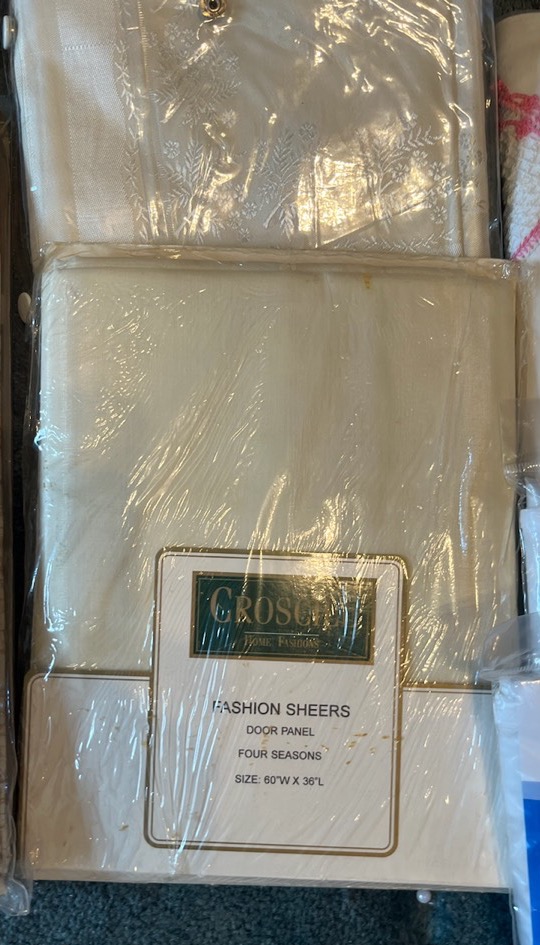 HOME FASHIONS
FASHION SHEERS
DOOR PANEL
FOUR SEASONS
SIZE: 60"W X 36"L